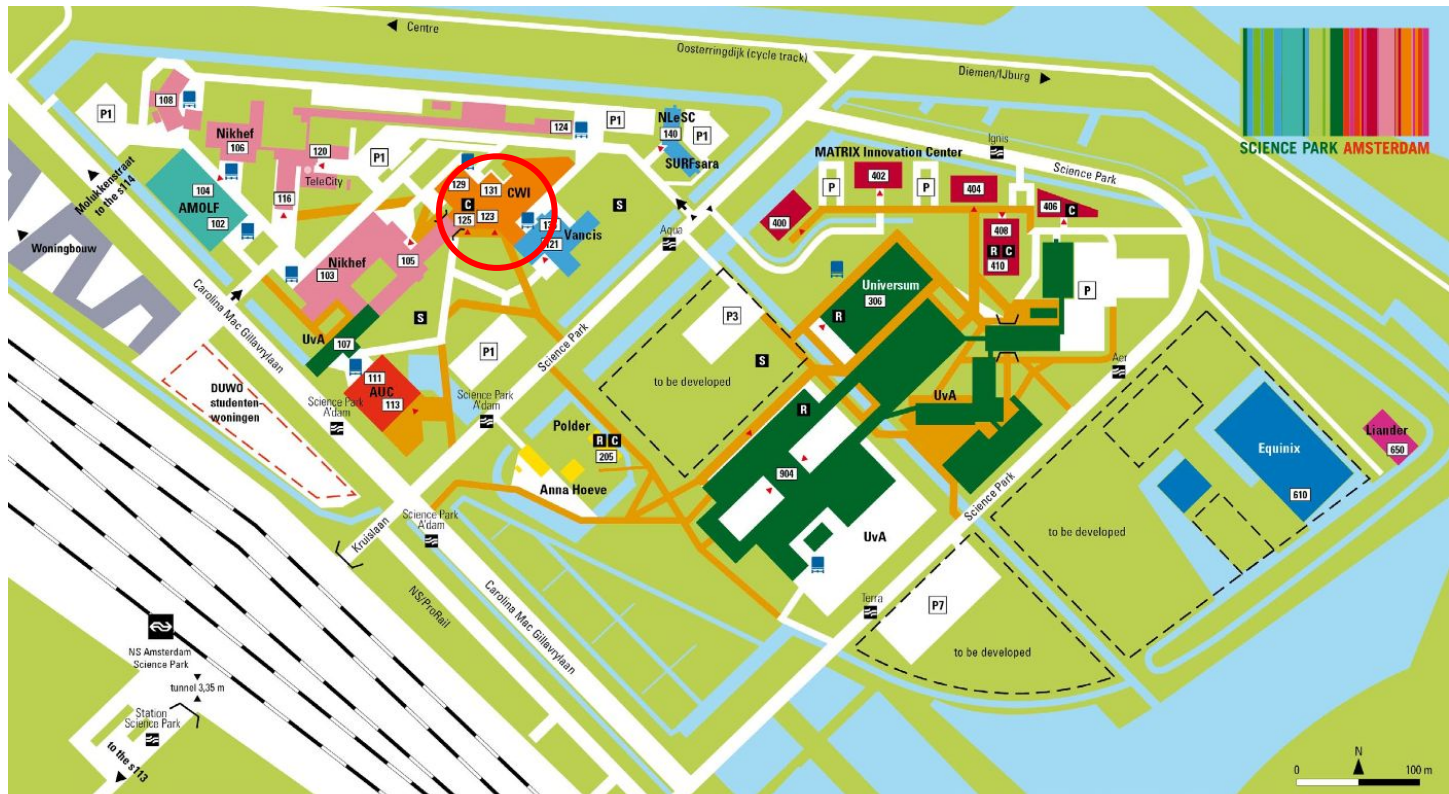 Centre
Oosterringdijk (cycle track)
Diemen/IJburg
SCIENCE PARK AMSTERDAM
108
P1
Nikhef
106
124
P1
NLeSC
140
P1
SURFsara
120
TeleCity
P1
Ignis
Science Park
MATRIX Innovation Center
P
402
P
404
406
C
400
408
R C
410
Molukkenstraat
to the s114
104
AMOLF
102
116
129
131
CWI
C
125
123
121
Vancis
S
Aqua
Woningbouw
Nikhef
103
105
Universum
306
R
P
P3
S
UvA
107
P1
Carolina Mac Gillavrylaan
Science Park
to be developed
S
Aer
111
AUC
113
DUWO
studenten-
woningen
Science Park
A'dam
Science Park
A'dam
UvA
R
Polder
R C
205
Anna Hoeve
904
Liander
650
Equinix
610
Science Park
A'dam
Kruislaan
Science Park
to be developed
UvA
NS/ProRail
Carolina Mac Gillavrylaan
Terra
P7
to be developed
NS Amsterdam
Science Park
tunnel 3,35 m
Station
Science Park
to the s113
N
0
100 m